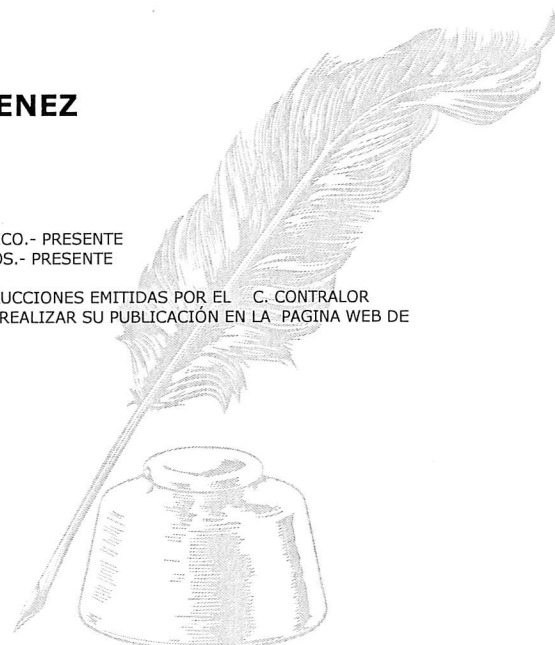 ENEZ
CO.- PRESENTE
OS.- PRESENTE
UCCIONES EMITIDAS POR EL C. CONTRALOR
REALIZAR SU PUBLICACIÓN EN LA PAGINA WEB DE